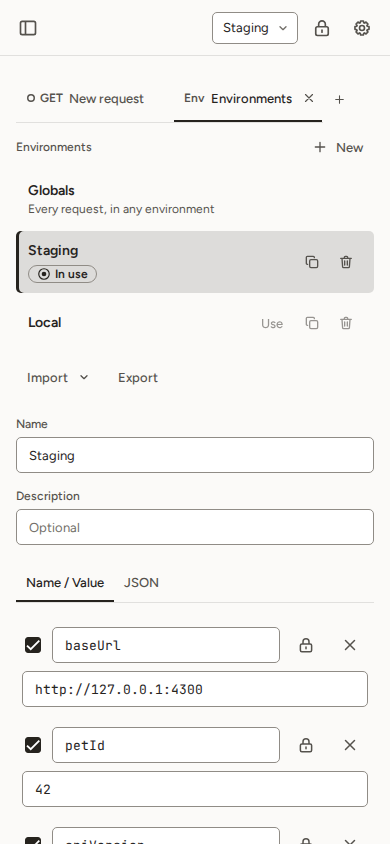 Staging
GET New request
Env Environments
Environments
New
Globals
Every request, in any environment
Staging
In use
Local
Use
Import
Export
Name
Staging
Description
Optional
Name / Value
JSON
baseUrl
http://127.0.0.1:4300
petId
42
apiVersion